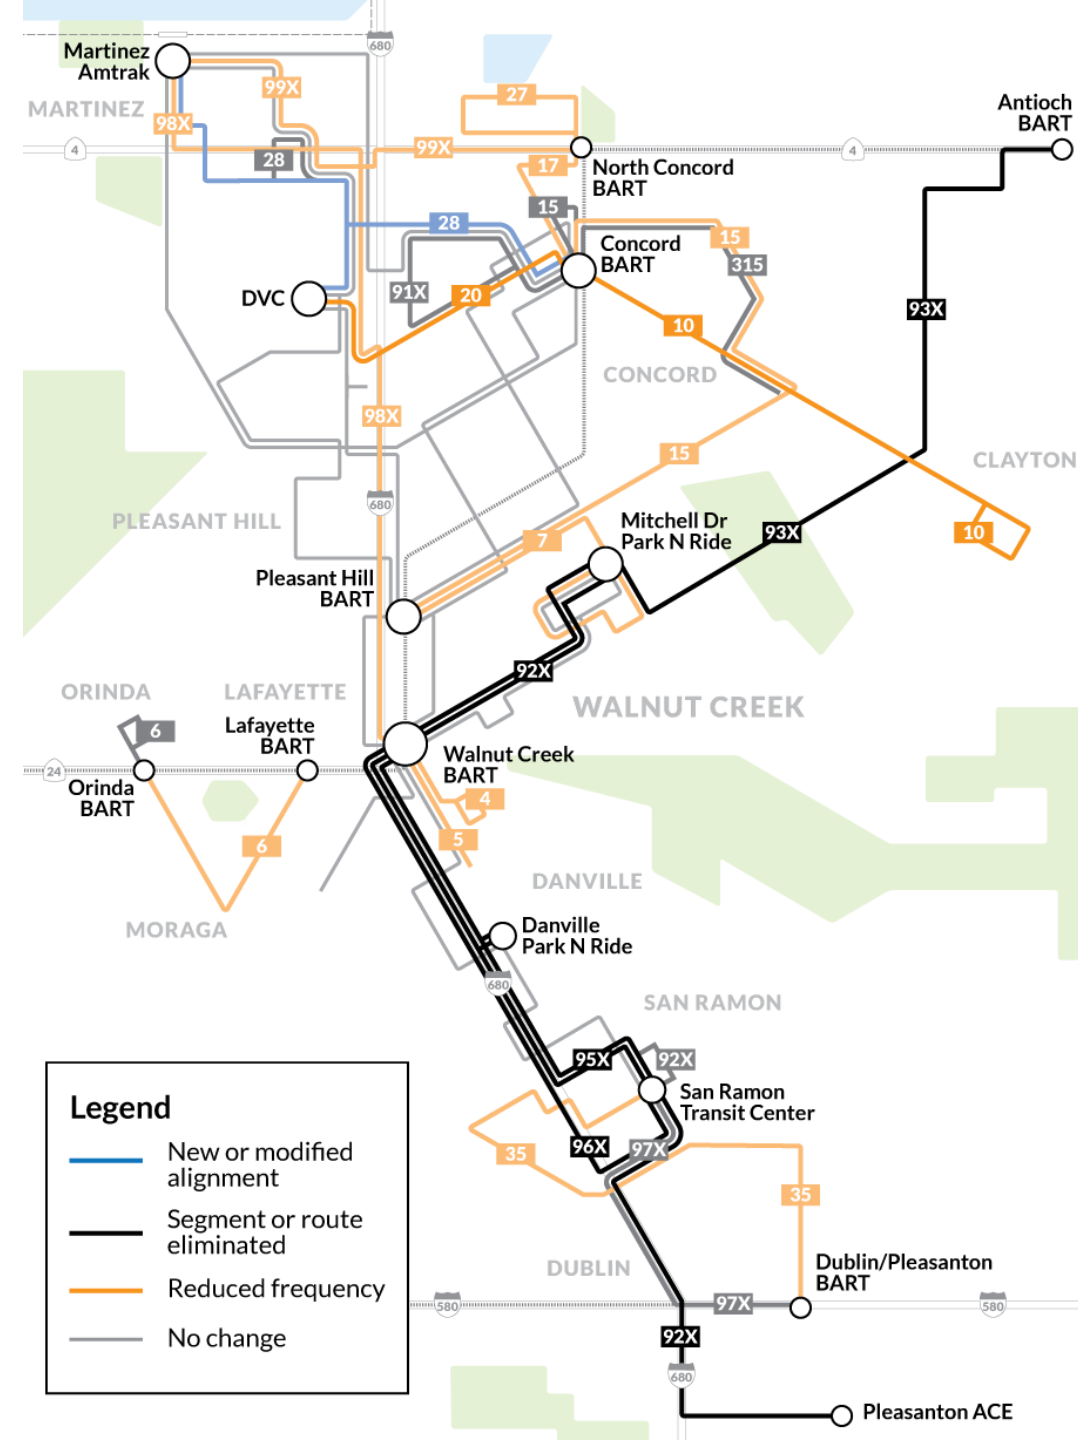 680
Martinez
Amtrak
99X
27
MARTINEZ
98X
Antioch
BART
4
28
99X
4
17
North Concord
BART
15
28
15
Concord
BART
315
DVC
91X
20
93X
10
CONCORD
98X
15
CLAYTON
680
PLEASANT HILL
Mitchell Dr
Park N Ride
93X
10
7
Pleasant Hill
BART
92X
ORINDA
LAFAYETTE
WALNUT CREEK
6
Lafayette
BART
24
Walnut Creek
BART
Orinda
BART
4
6
5
DANVILLE
MORAGA
Danville
Park N Ride
680
SAN RAMON
95X
92X
San Ramon
Transit Center
35
96X
97X
35
DUBLIN
Dublin/Pleasanton
BART
580
97X
580
92X
680
Pleasanton ACE
Legend
New or modified
alignment
Segment or route
eliminated
Reduced frequency
No change